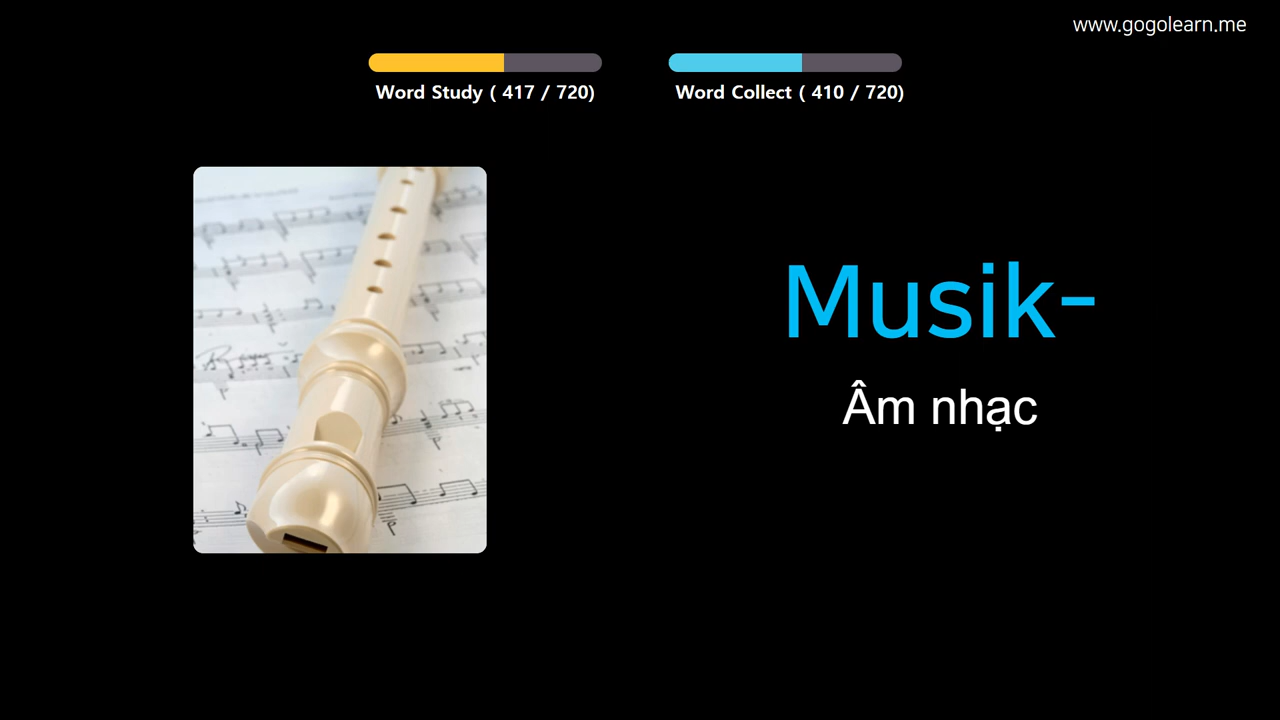 www.gogolearn.me
Word Study ( 417 / 720)
Word Collect ( 410 / 720)
Musik-
Âm nhạc